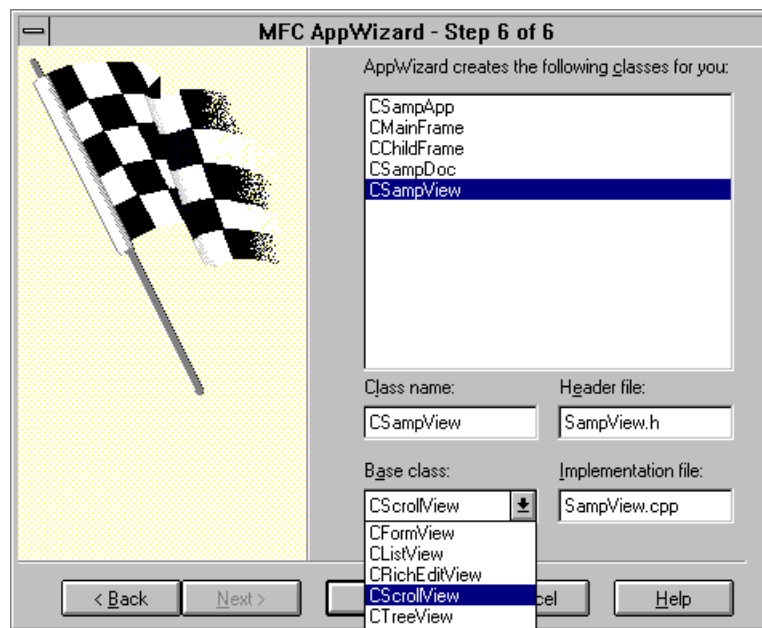 MFC AppWizard - Step 6 of 6
AppWizard creates the following classes for you:
CSampApp
CMainFrame
CChildFrame
CSampDoc
CSampView
Class name:
Header file:
CSampView
SampView.h
Base class:
Implementation file:
CScrollView
SampView.cpp
CFormView
CListView
CRichEditView
CScrollView
CTreeView
< Back
Next >
cel
Help